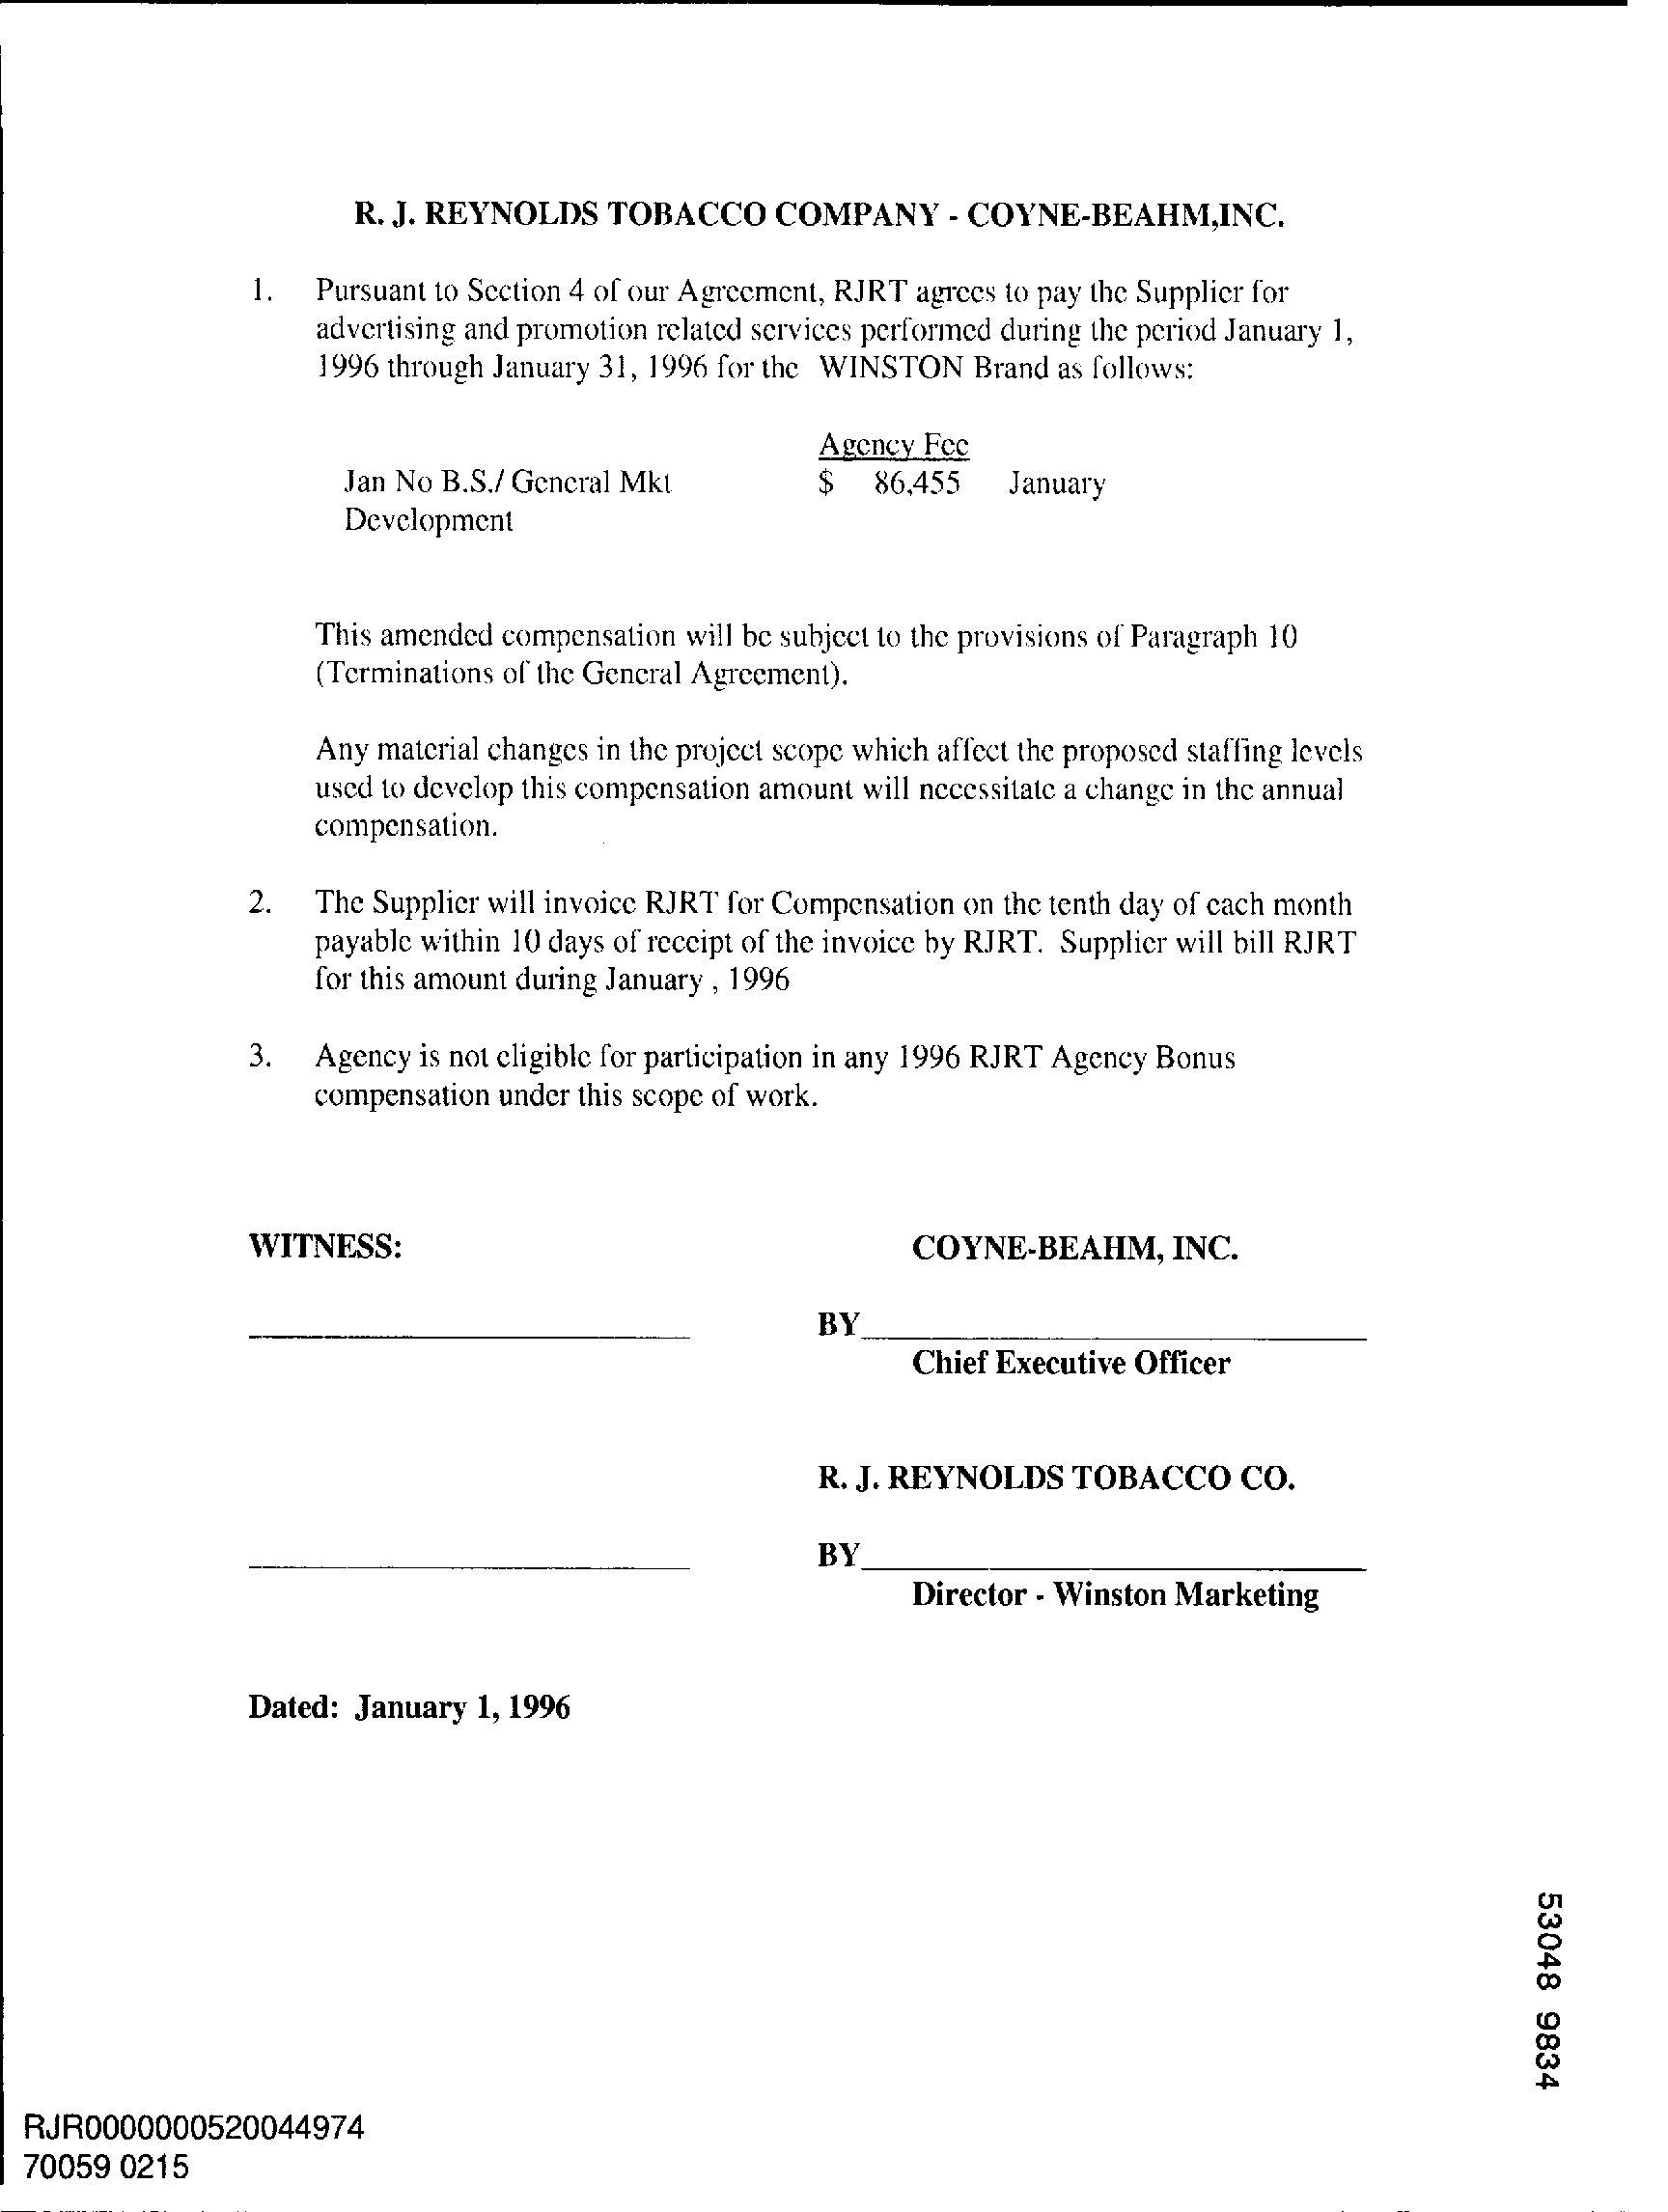 R. J. REYNOLDS TOBACCO COMPANY - COYNE-BEAHM,INC.
1. Pursuant to Section 4 of our Agreement, RJRT agrees to pay the Supplier for
advertising and promotion related services performed during the period January 1,
1996 through January 31, 1996 for the WINSTON Brand as follows:
Agency Fee
Jan No B.S./ General Mkt $ 86,455 January
Development
This amended compensation will be subject to the provisions of Paragraph 10
(Terminations of the General Agreement).
Any material changes in the project scope which affect the proposed staffing levels
used to develop this compensation amount will necessitate a change in the annual
compensation.
2. The Supplier will invoice RJRT for Compensation on the tenth day of each month
payable within 10 days of receipt of the invoice by RJRT. Supplier will bill RJRT
for this amount during January , 1996
3. Agency is not eligible for participation in any 1996 RJRT Agency Bonus
compensation under this scope of work.
WITNESS: COYNE-BEAHM, INC.
BY
Chief Executive Officer
R. J. REYNOLDS TOBACCO CO.
BY
Director - Winston Marketing
Dated: January 1, 1996
53048 9834
RJR0000000520044974
70059 0215